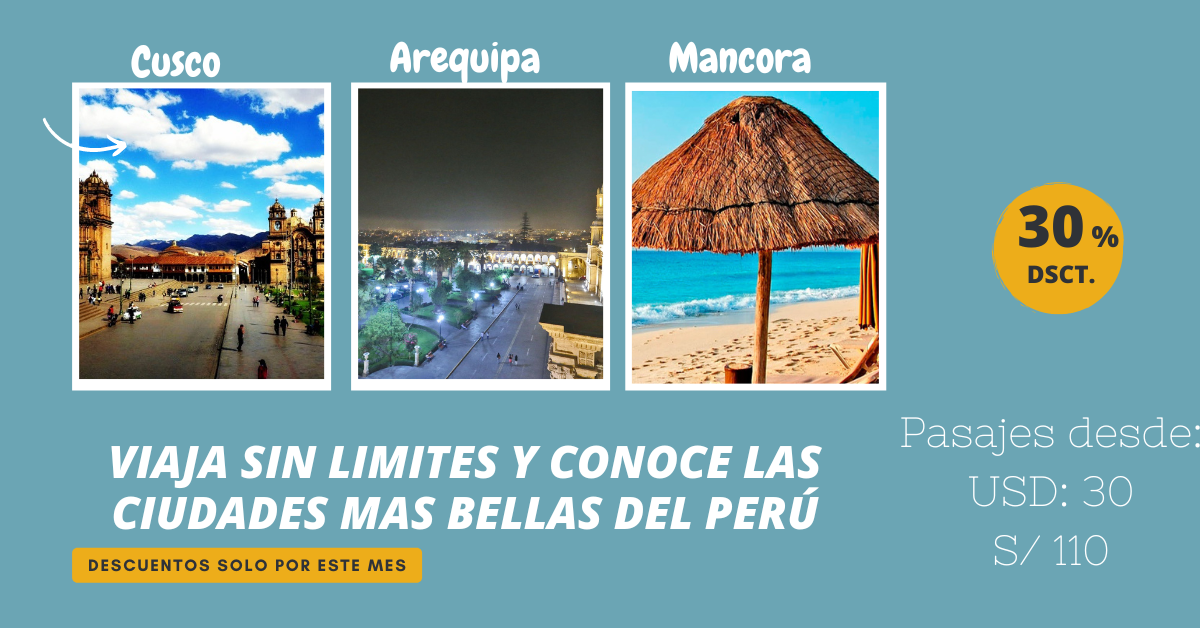 Cusco
Arequipa
Mancora
30 %
DSCT.
VIAJA SIN LIMITES Y CONOCE LAS
CIUDADES MAS BELLAS DEL PERÚ
DESCUENTOS SOLO POR ESTE MES
Pasajes desde:
USD: 30
S/ 110